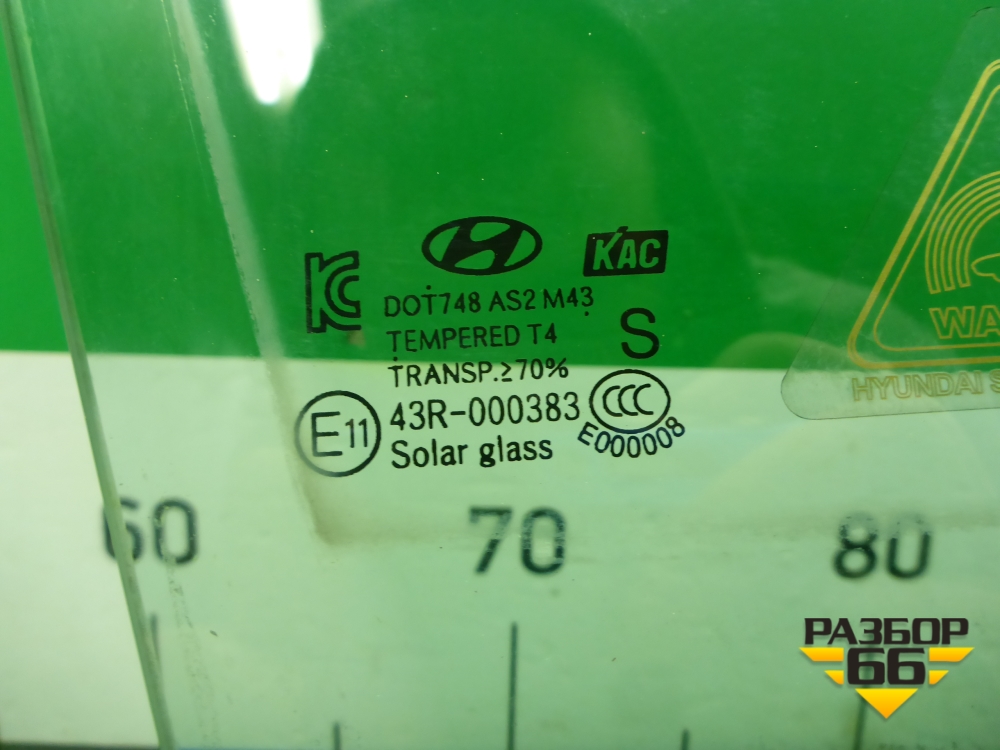 KC
KAC
DOT748 AS2 M43
TEMPERED T4
S
TRANSP.≥70%
E11
43R-000383
CCC
E000008
Solar glass
WA
HYUNDAI S
60
70
80
РАЗБОР
66